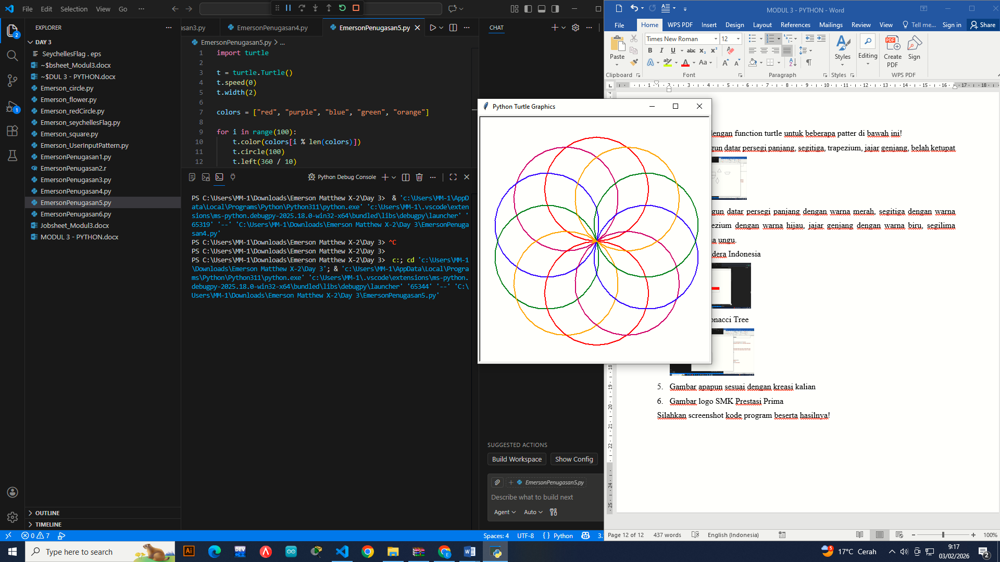 File Edit Selection View Go ···
EXPLORER
DAY 3
SeychellesFlag . eps
~$bsheet_Modul3.docx
~$DUL 3 - PYTHON.docx
Emerson_circle.py
Emerson_flower.py
Emerson_redCircle.py
Emerson_seychellesFlag.py
Emerson_square.py
Emerson_UserInputPattern.py
EmersonPenugasan1.py
EmersonPenugasan2.r
EmersonPenugasan3.py
EmersonPenugasan4.py
EmersonPenugasan5.py
EmersonPenugasan6.py
Jobsheet_Modul3.docx
MODUL 3 - PYTHON.docx
OUTLINE
TIMELINE
asan3.py EmersonPenugasan4.py EmersonPenugasan5.py
EmersonPenugasan5.py > ...
1 import turtle
2
3 t = turtle.Turtle()
4 t.speed(0)
5 t.width(2)
6
7 colors = ["red", "purple", "blue", "green", "orange"]
8
9 for i in range(100):
10 t.color(colors[i % len(colors)])
11 t.circle(100)
12 t.left(360 / 10)
Python Debug Console
PS C:\Users\MM-1\Downloads\Emerson Matthew X-2\Day 3> & 'c:\Users\MM-1\AppD
ata\Local\Programs\Python\Python311\python.exe' 'c:\Users\MM-1\.vscode\exten
sions\ms-python.debugpy-2025.18.0-win32-x64\bundled\libs\debugpy\launcher' '
65319' '--' 'C:\Users\MM-1\Downloads\Emerson Matthew X-2\Day 3\EmersonPenuga
san4.py'
PS C:\Users\MM-1\Downloads\Emerson Matthew X-2\Day 3> ^C
PS C:\Users\MM-1\Downloads\Emerson Matthew X-2\Day 3>
PS C:\Users\MM-1\Downloads\Emerson Matthew X-2\Day 3> c:; cd 'c:\Users\MM-1
\Downloads\Emerson Matthew X-2\Day 3'; & 'c:\Users\MM-1\AppData\Local\Progra
ms\Python\Python311\python.exe' 'c:\Users\MM-1\.vscode\extensions\ms-python.
debugpy-2025.18.0-win32-x64\bundled\libs\debugpy\launcher' '65344' '--' 'C:\
Users\MM-1\Downloads\Emerson Matthew X-2\Day 3\EmersonPenugasan5.py'
CHAT
SUGGESTED ACTIONS
Build Workspace Show Config
EmersonPenugasan5.py
Describe what to build next
Agent Auto
0 7
Spaces: 4 UTF-8 { } Python 3.
Python Turtle Graphics
MODUL 3 - PYTHON - Word
File Home WPS PDF Insert Design Layout References Mailings Review View Tell me... Sign in Share
Times New Roman 12
Paste Styles Editing Create PDF Sign
Clipboard Font Paragraph Styles WPS PDF
engan function turtle untuk beberapa patter di bawah ini!
gun datar persegi panjang, segitiga, trapezium, jajar genjang, belah ketupat
gun datar persegi panjang dengan warna merah, segitiga dengan warna
ezium dengan warna hijau, jajar genjang dengan warna biru, segilima
a ungu.
dera Indonesia
onacci Tree
5. Gambar apapun sesuai dengan kreasi kalian
6. Gambar logo SMK Prestasi Prima
Silahkan screenshot kode program beserta hasilnya!
Page 12 of 12 437 words English (Indonesia) 100%
Type here to search
17°C Cerah
9:17
03/02/2026